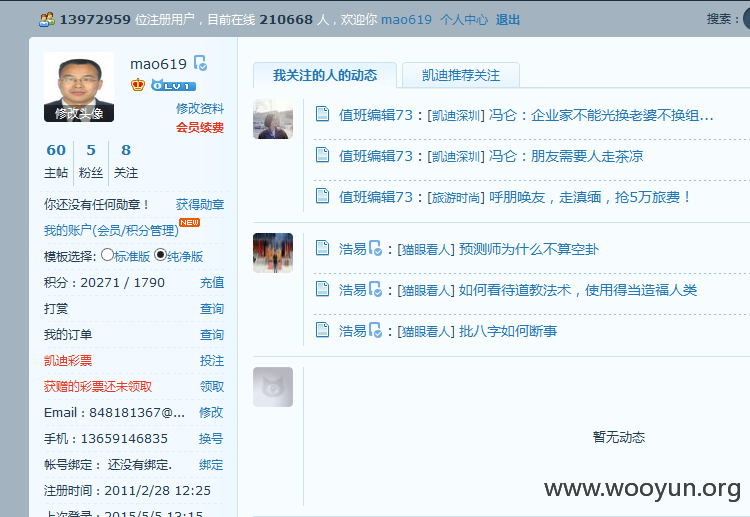 13972959 位注册用户，目前在线 210668 人，欢迎你 mao619 个人中心 退出
搜索：
mao619
LV1
修改头像
修改资料
会员续费
60 5 8
主帖 粉丝 关注
你还没有任何勋章！ 获得勋章
我的账户(会员/积分管理) NEW
模板选择: 标准版 纯净版
积分：20271 / 1790 充值
打赏 查询
我的订单 查询
凯迪彩票 投注
获赠的彩票还未领取 领取
Email：848181367@... 修改
手机：13659146835 换号
帐号绑定： 还没有绑定. 绑定
注册时间：2011/2/28 12:25
上次登录：2015/5/5 13:15
我关注的人的动态 凯迪推荐关注
值班编辑73：[凯迪深圳] 冯仑：企业家不能光换老婆不换组...
值班编辑73：[凯迪深圳] 冯仑：朋友需要人走茶凉
值班编辑73：[旅游时尚] 呼朋唤友，走滇缅，抢5万旅费！
浩易：[猫眼看人] 预测师为什么不算空卦
浩易：[猫眼看人] 如何看待道教法术，使用得当造福人类
浩易：[猫眼看人] 批八字如何断事
暂无动态
www.wooyun.org